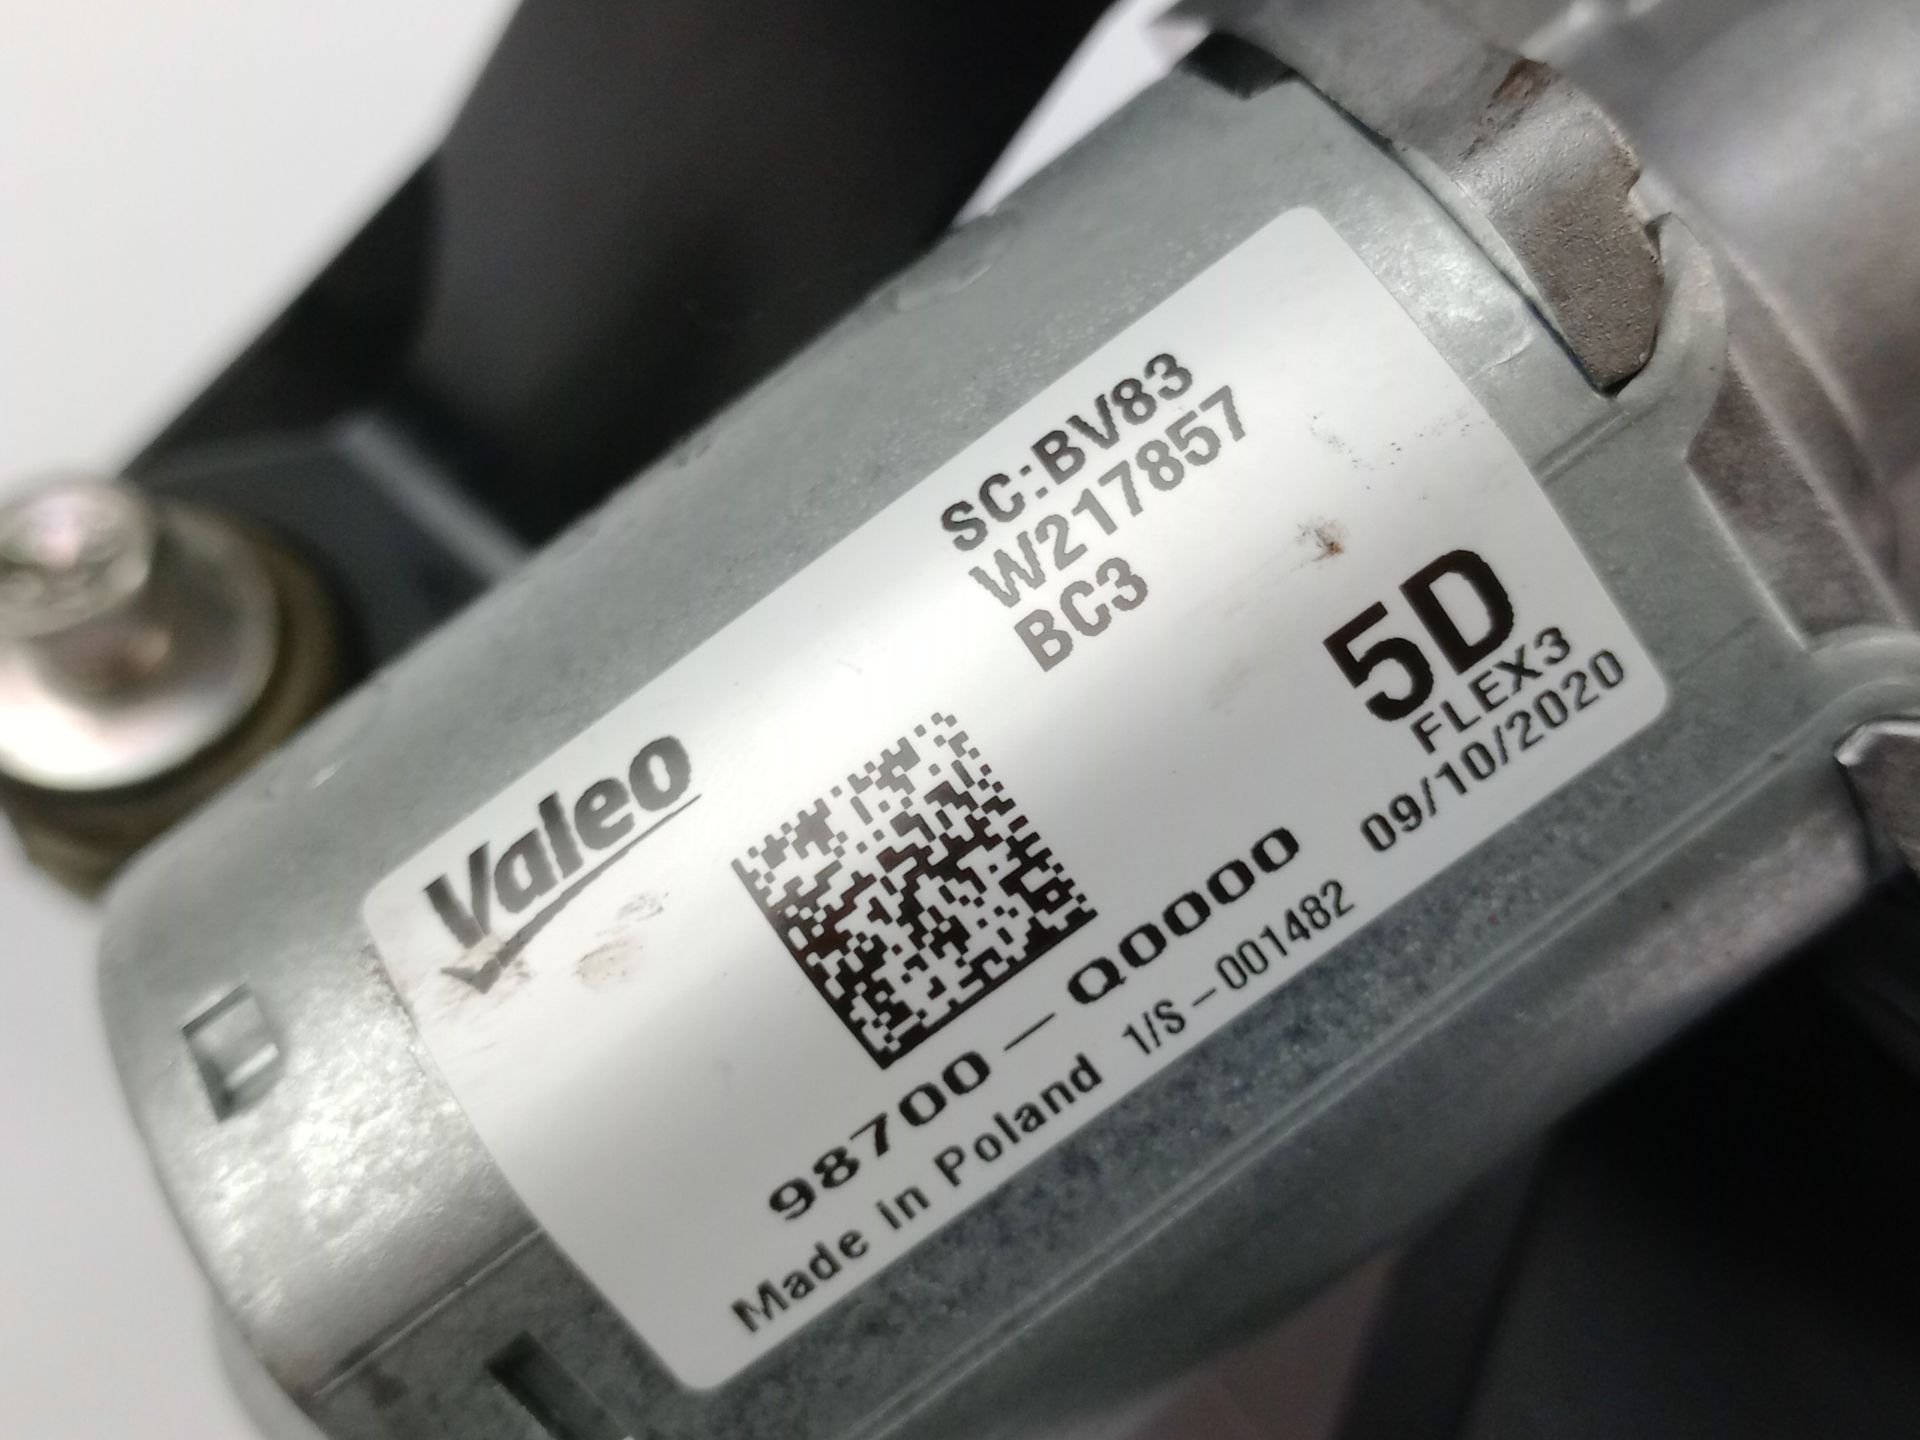 SC:BV83
W217857
BC3
Valeo
5D
FLEX3
09/10/2020
98700-Q0000
Made in Poland 1/S-001482